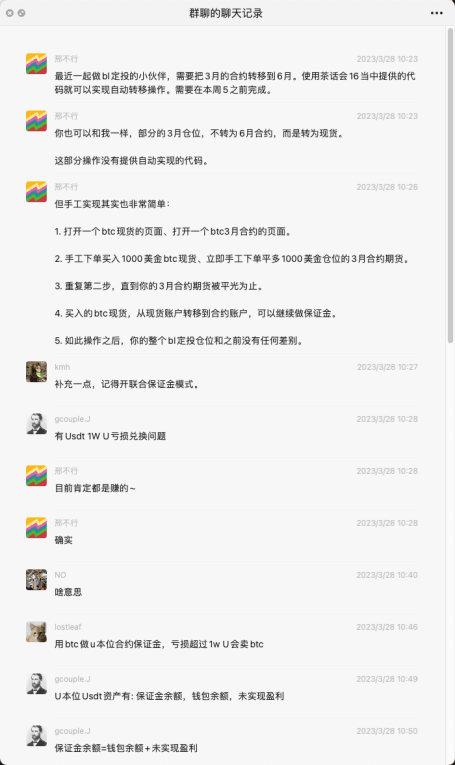 群聊的聊天记录
邢不行
2023/3/28 10:23
最近一起做bl定投的小伙伴，需要把3月的合约转移到6月。使用茶话会16当中提供的代
码就可以实现自动转移操作。需要在本周5之前完成。
邢不行
2023/3/28 10:23
你也可以和我一样，部分的3月仓位，不转为6月合约，而是转为现货。
这部分操作没有提供自动实现的代码。
邢不行
2023/3/28 10:26
但手工实现其实也非常简单：
1. 打开一个btc现货的页面、打开一个btc3月合约的页面。
2. 手工下单买入1000美金btc现货、立即手工下单平多1000美金仓位的3月合约期货。
3. 重复第二步，直到你的3月合约期货被平光为止。
4. 买入的btc现货，从现货账户转移到合约账户，可以继续做保证金。
5. 如此操作之后，你的整个bl定投仓位和之前没有任何差别。
kmh
2023/3/28 10:27
补充一点，记得开联合保证金模式。
gcouple.J
2023/3/28 10:28
有Usdt 1W U亏损兑换问题
邢不行
2023/3/28 10:28
目前肯定都是赚的~
邢不行
2023/3/28 10:28
确实
NO
2023/3/28 10:40
啥意思
lostleaf
2023/3/28 10:46
用btc做u本位合约保证金，亏损超过1w U会卖btc
gcouple.J
2023/3/28 10:49
U本位Usdt资产有: 保证金余额，钱包余额，未实现盈利
gcouple.J
2023/3/28 10:50
保证金余额=钱包余额+未实现盈利